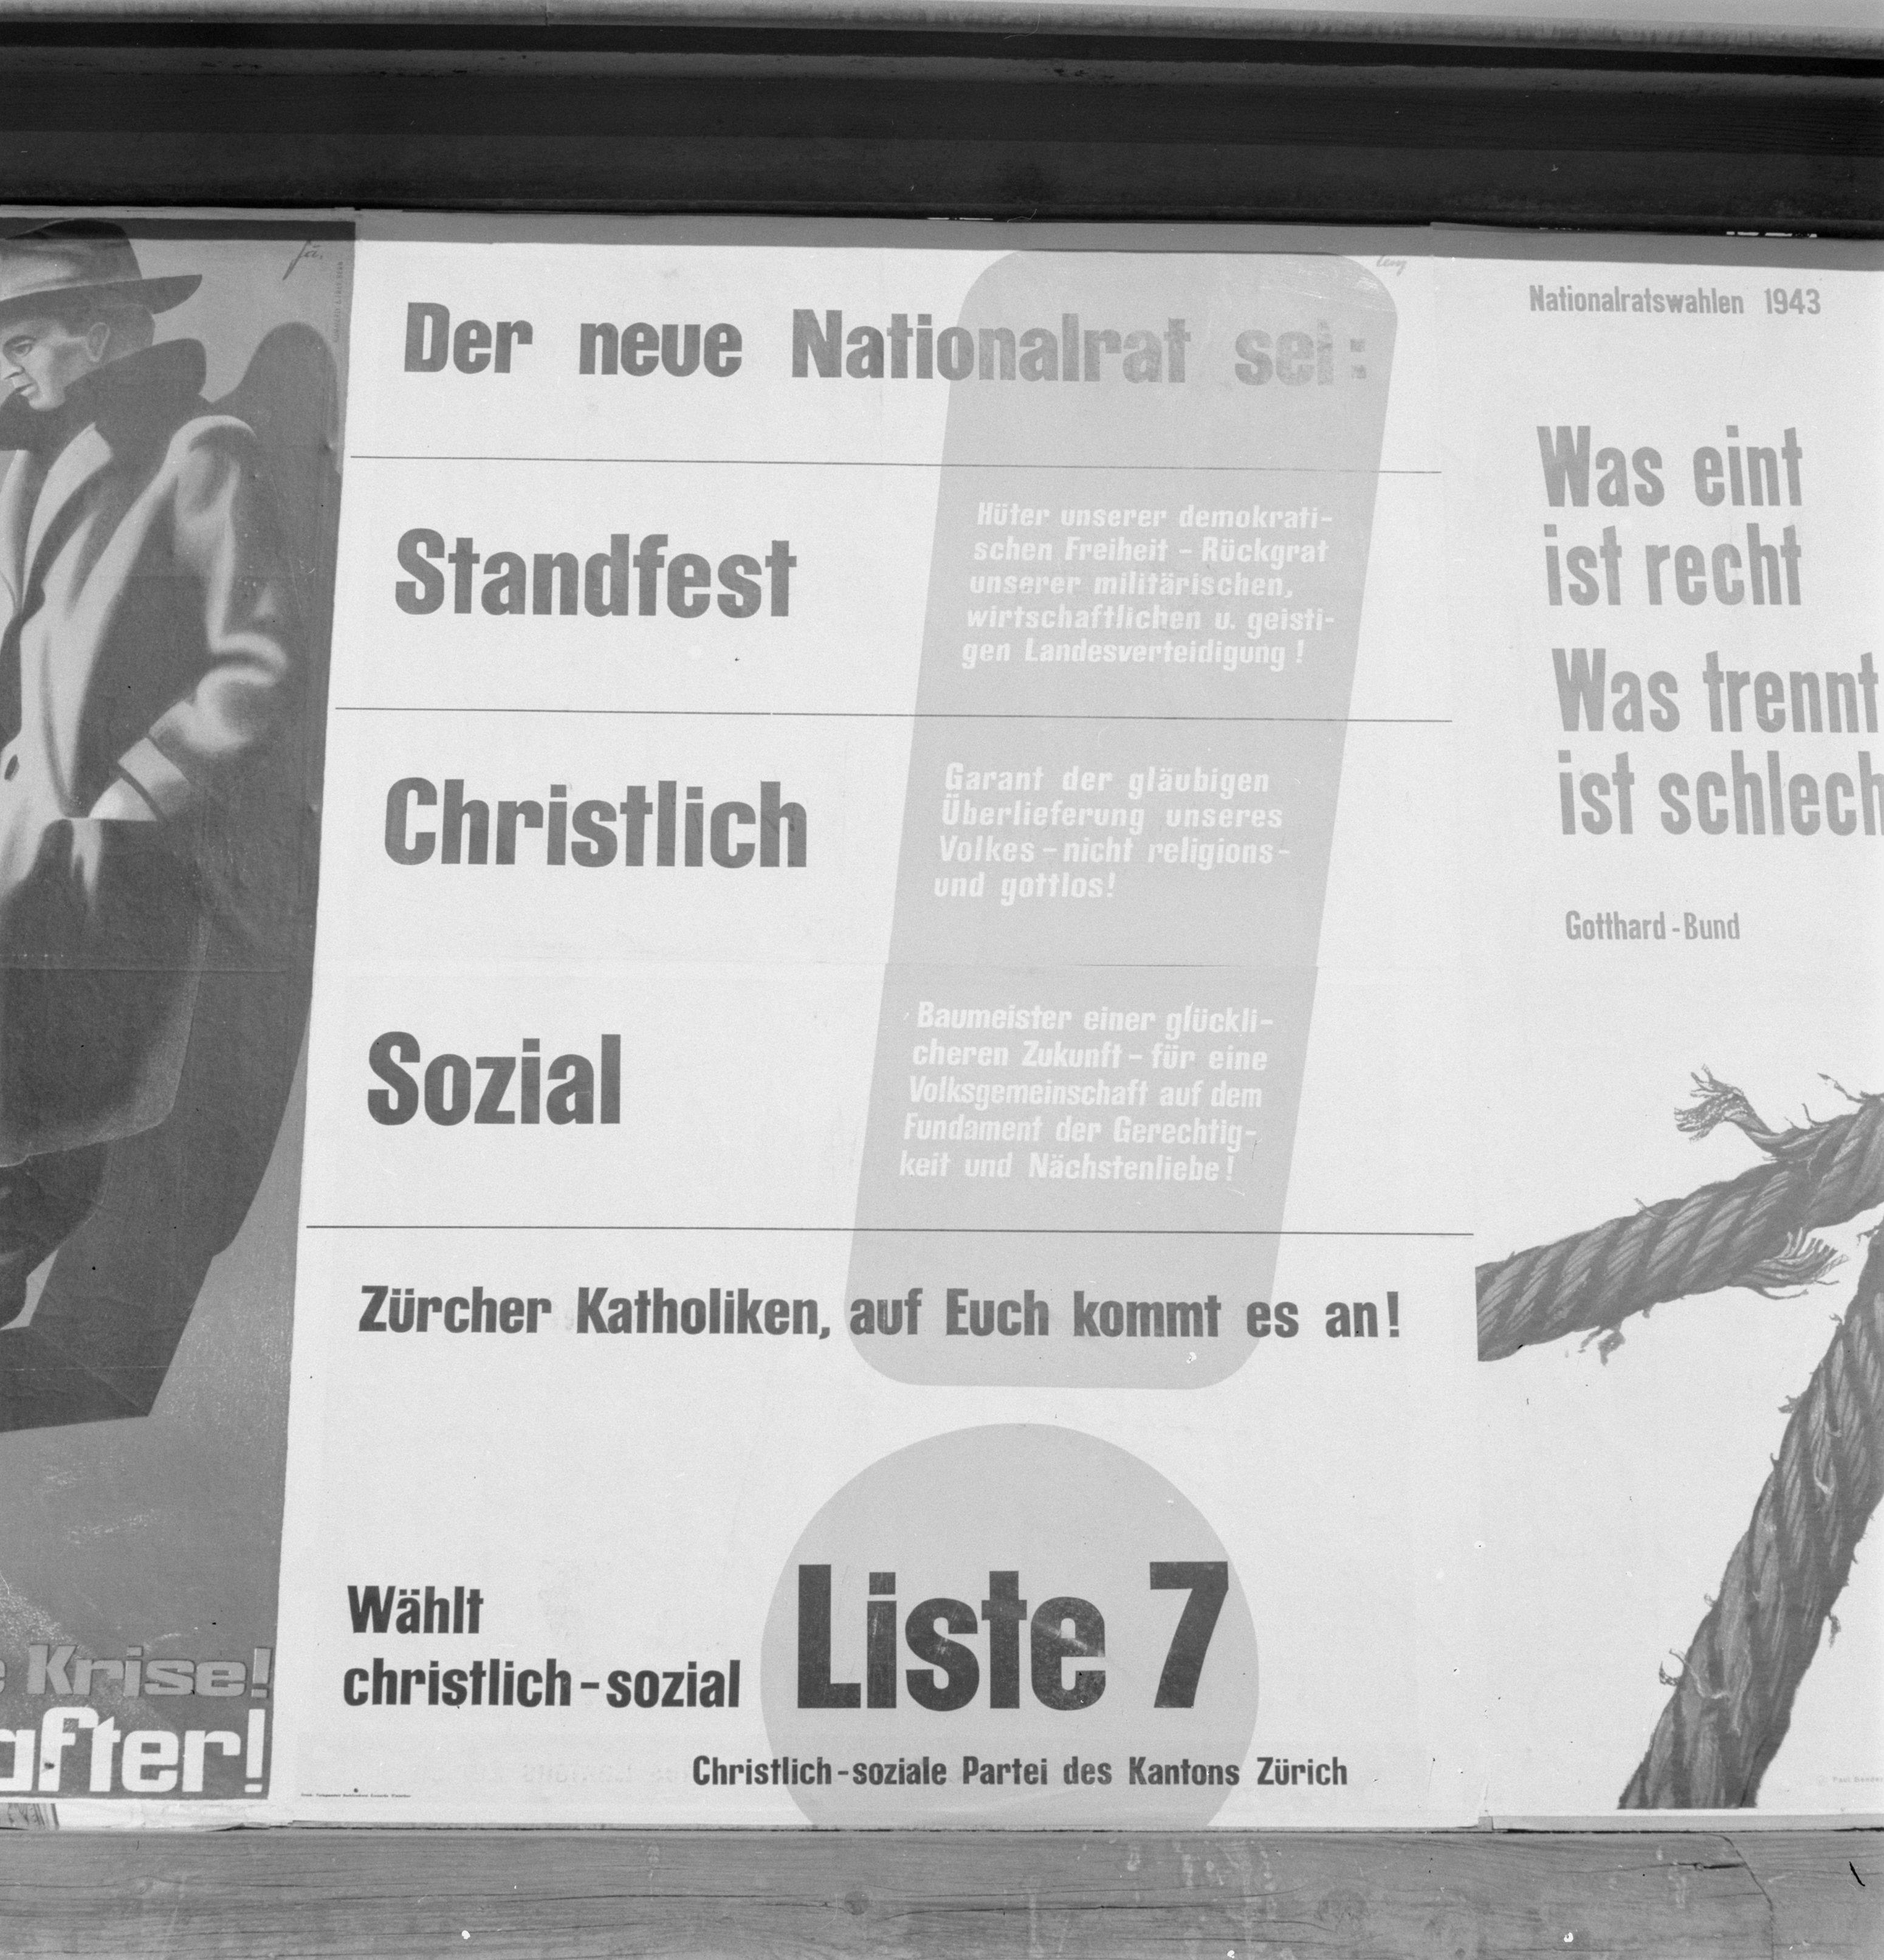 Der neue Nationalrat sei:
Standfest
Hüter unserer demokrati-
schen Freiheit - Rückgrat
unserer militärischen,
wirtschaftlichen u. geisti-
gen Landesverteidigung!
Christlich
Garant der gläubigen
Überlieferung unseres
Volkes - nicht religions-
und gottlos!
Sozial
Baumeister einer glückli-
cheren Zukunft - für eine
Volksgemeinschaft auf dem
Fundament der Gerechtig-
keit und Nächstenliebe!
Zürcher Katholiken, auf Euch kommt es an!
Wählt
christlich-sozial
Liste 7
Christlich-soziale Partei des Kantons Zürich
Krise!
after!
Nationalratswahlen 1943
Was eint
ist recht
Was trennt
ist schlech
Gotthard-Bund